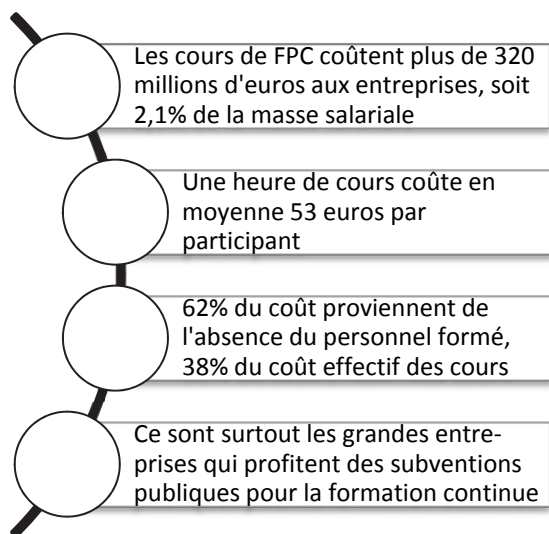 Les cours de FPC coûtent plus de 320
millions d'euros aux entreprises, soit
2,1% de la masse salariale
Une heure de cours coûte en
moyenne 53 euros par
participant
62% du coût proviennent de
l'absence du personnel formé,
38% du coût effectif des cours
Ce sont surtout les grandes entre-
prises qui profitent des subventions
publiques pour la formation continue